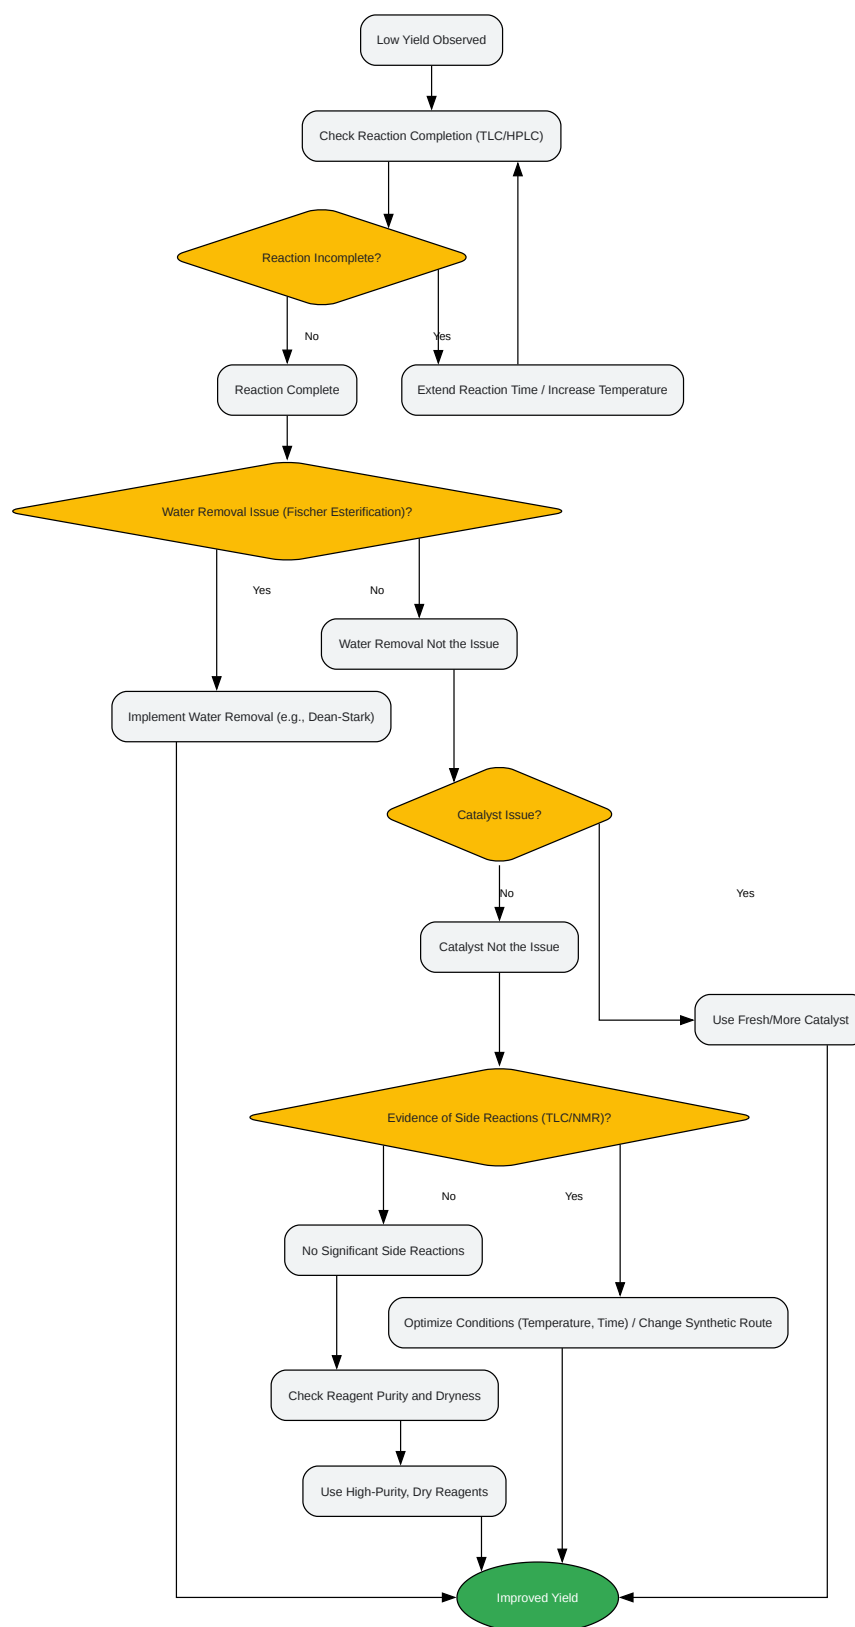 Low Yield Observed
Check Reaction Completion (TLC/HPLC)
Reaction Incomplete?
No
Yes
Reaction Complete
Extend Reaction Time / Increase Temperature
Water Removal Issue (Fischer Esterification)?
Yes
No
Water Removal Not the Issue
Implement Water Removal (e.g., Dean-Stark)
Catalyst Issue?
No
Yes
Catalyst Not the Issue
Use Fresh/More Catalyst
Evidence of Side Reactions (TLC/NMR)?
No
Yes
No Significant Side Reactions
Optimize Conditions (Temperature, Time) / Change Synthetic Route
Check Reagent Purity and Dryness
Use High-Purity, Dry Reagents
Improved Yield